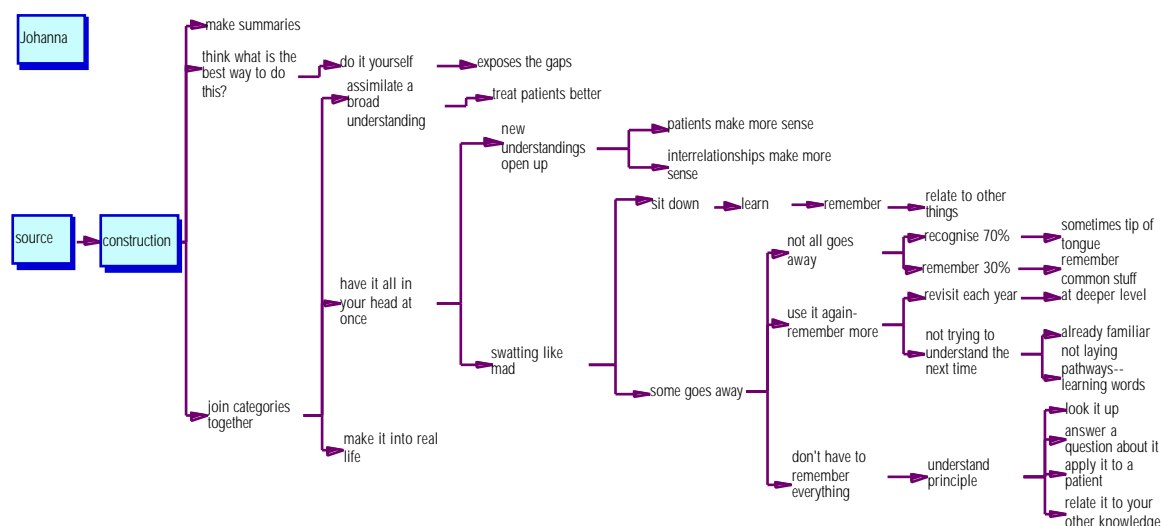 Johanna
make summaries
think what is the
best way to do
this?
do it yourself
exposes the gaps
assimilate a
broad
understanding
treat patients better
new
understandings
open up
patients make more sense
interrelationships make more
sense
source
construction
sit down
learn
remember
relate to other
things
not all goes
away
recognise 70%
sometimes tip of
tongue
remember 30%
remember
common stuff
have it all in
your head at
once
use it again-
remember more
revisit each year
at deeper level
not trying to
understand the
next time
already familiar
not laying
pathways--
learning words
swatting like
mad
some goes away
join categories
together
make it into real
life
don't have to
remember
everything
understand
principle
look it up
answer a
question about it
apply it to a
patient
relate it to your
other knowledge